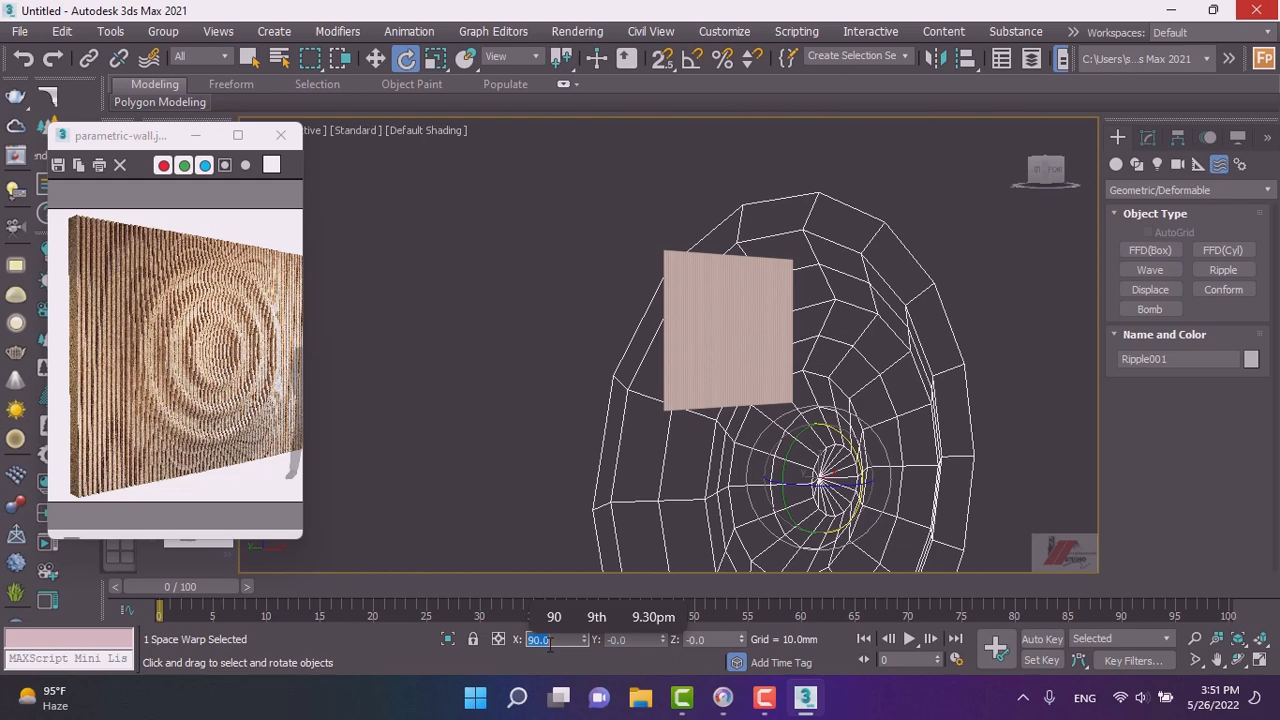 Untitled - Autodesk 3ds Max 2021
File Edit Tools Group Views Create Modifiers Animation Graph Editors Rendering Civil View Customize Scripting Interactive Content Substance Workspaces: Default
All View Create Selection Se C:\Users\s...s Max 2021
Modeling Freeform Selection Object Paint Populate
Polygon Modeling
[Standard ] [Default Shading ]
parametric-wall.j...
Geometric/Deformable
Object Type
AutoGrid
FFD(Box) FFD(Cyl)
Wave Ripple
Displace Conform
Bomb
Name and Color
Ripple001
0 / 100
0 5 10 15 20 25 30 50 55 60 65 70 75 80 85 90 95 100
90 9th 9.30pm
1 Space Warp Selected X: 90.0 Y: -0.0 Z: -0.0 Grid = 10.0mm Auto Key Selected
MAXScript Mini Lis Click and drag to select and rotate objects Add Time Tag 0 Set Key Key Filters...
95°F
Haze
ENG
3:51 PM
5/26/2022